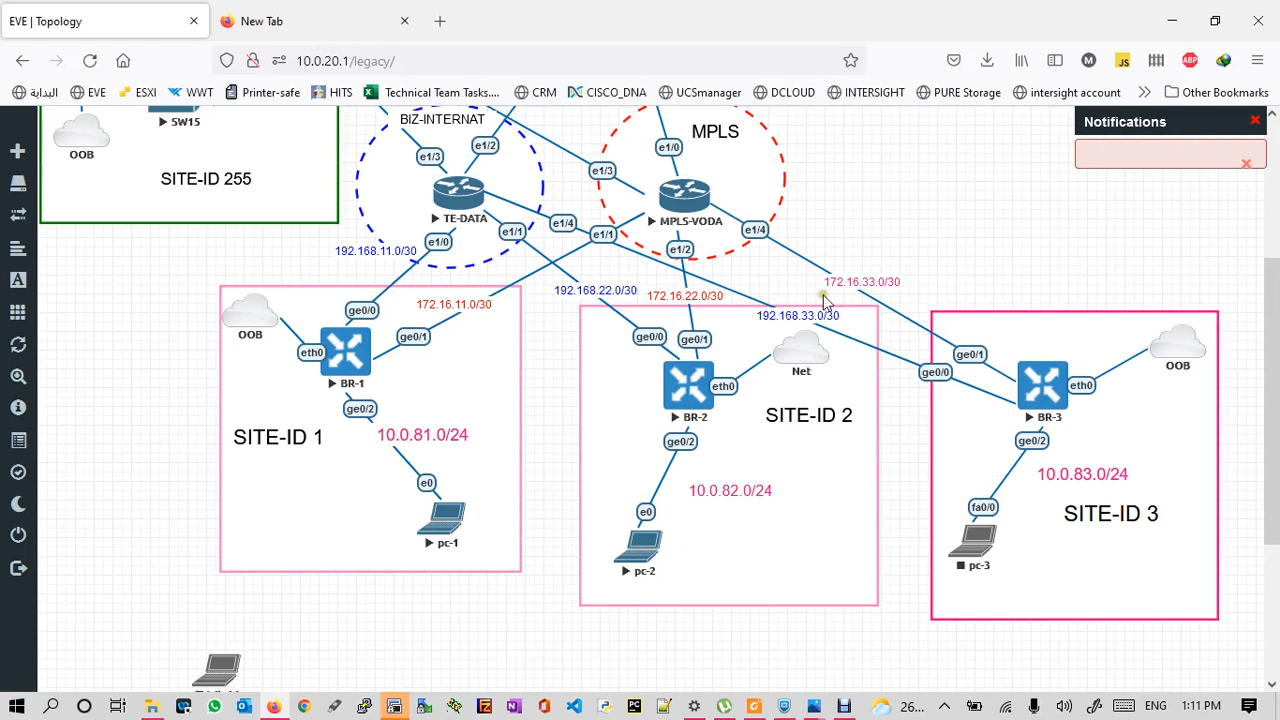 EVE | Topology
New Tab
10.0.20.1/legacy/
البداية
EVE
ESXI
WWT
Printer-safe
HITS
Technical Team Tasks....
CRM
CISCO_DNA
UCSmanager
DCLOUD
INTERSIGHT
PURE Storage
intersight account
Other Bookmarks
Notifications
SW15
OOB
SITE-ID 255
BIZ-INTERNAT
e1/3
e1/2
TE-DATA
e1/0
e1/1
e1/4
MPLS
e1/0
e1/3
MPLS-VODA
e1/1
e1/2
e1/4
192.168.11.0/30
172.16.11.0/30
192.168.22.0/30
172.16.22.0/30
192.168.33.0/30
172.16.33.0/30
OOB
ge0/0
ge0/1
eth0
BR-1
ge0/2
SITE-ID 1
10.0.81.0/24
e0
pc-1
ge0/0
ge0/1
Net
eth0
BR-2
SITE-ID 2
ge0/2
10.0.82.0/24
e0
pc-2
ge0/1
ge0/0
OOB
eth0
BR-3
ge0/2
10.0.83.0/24
fa0/0
SITE-ID 3
pc-3
26...
ENG
1:11 PM